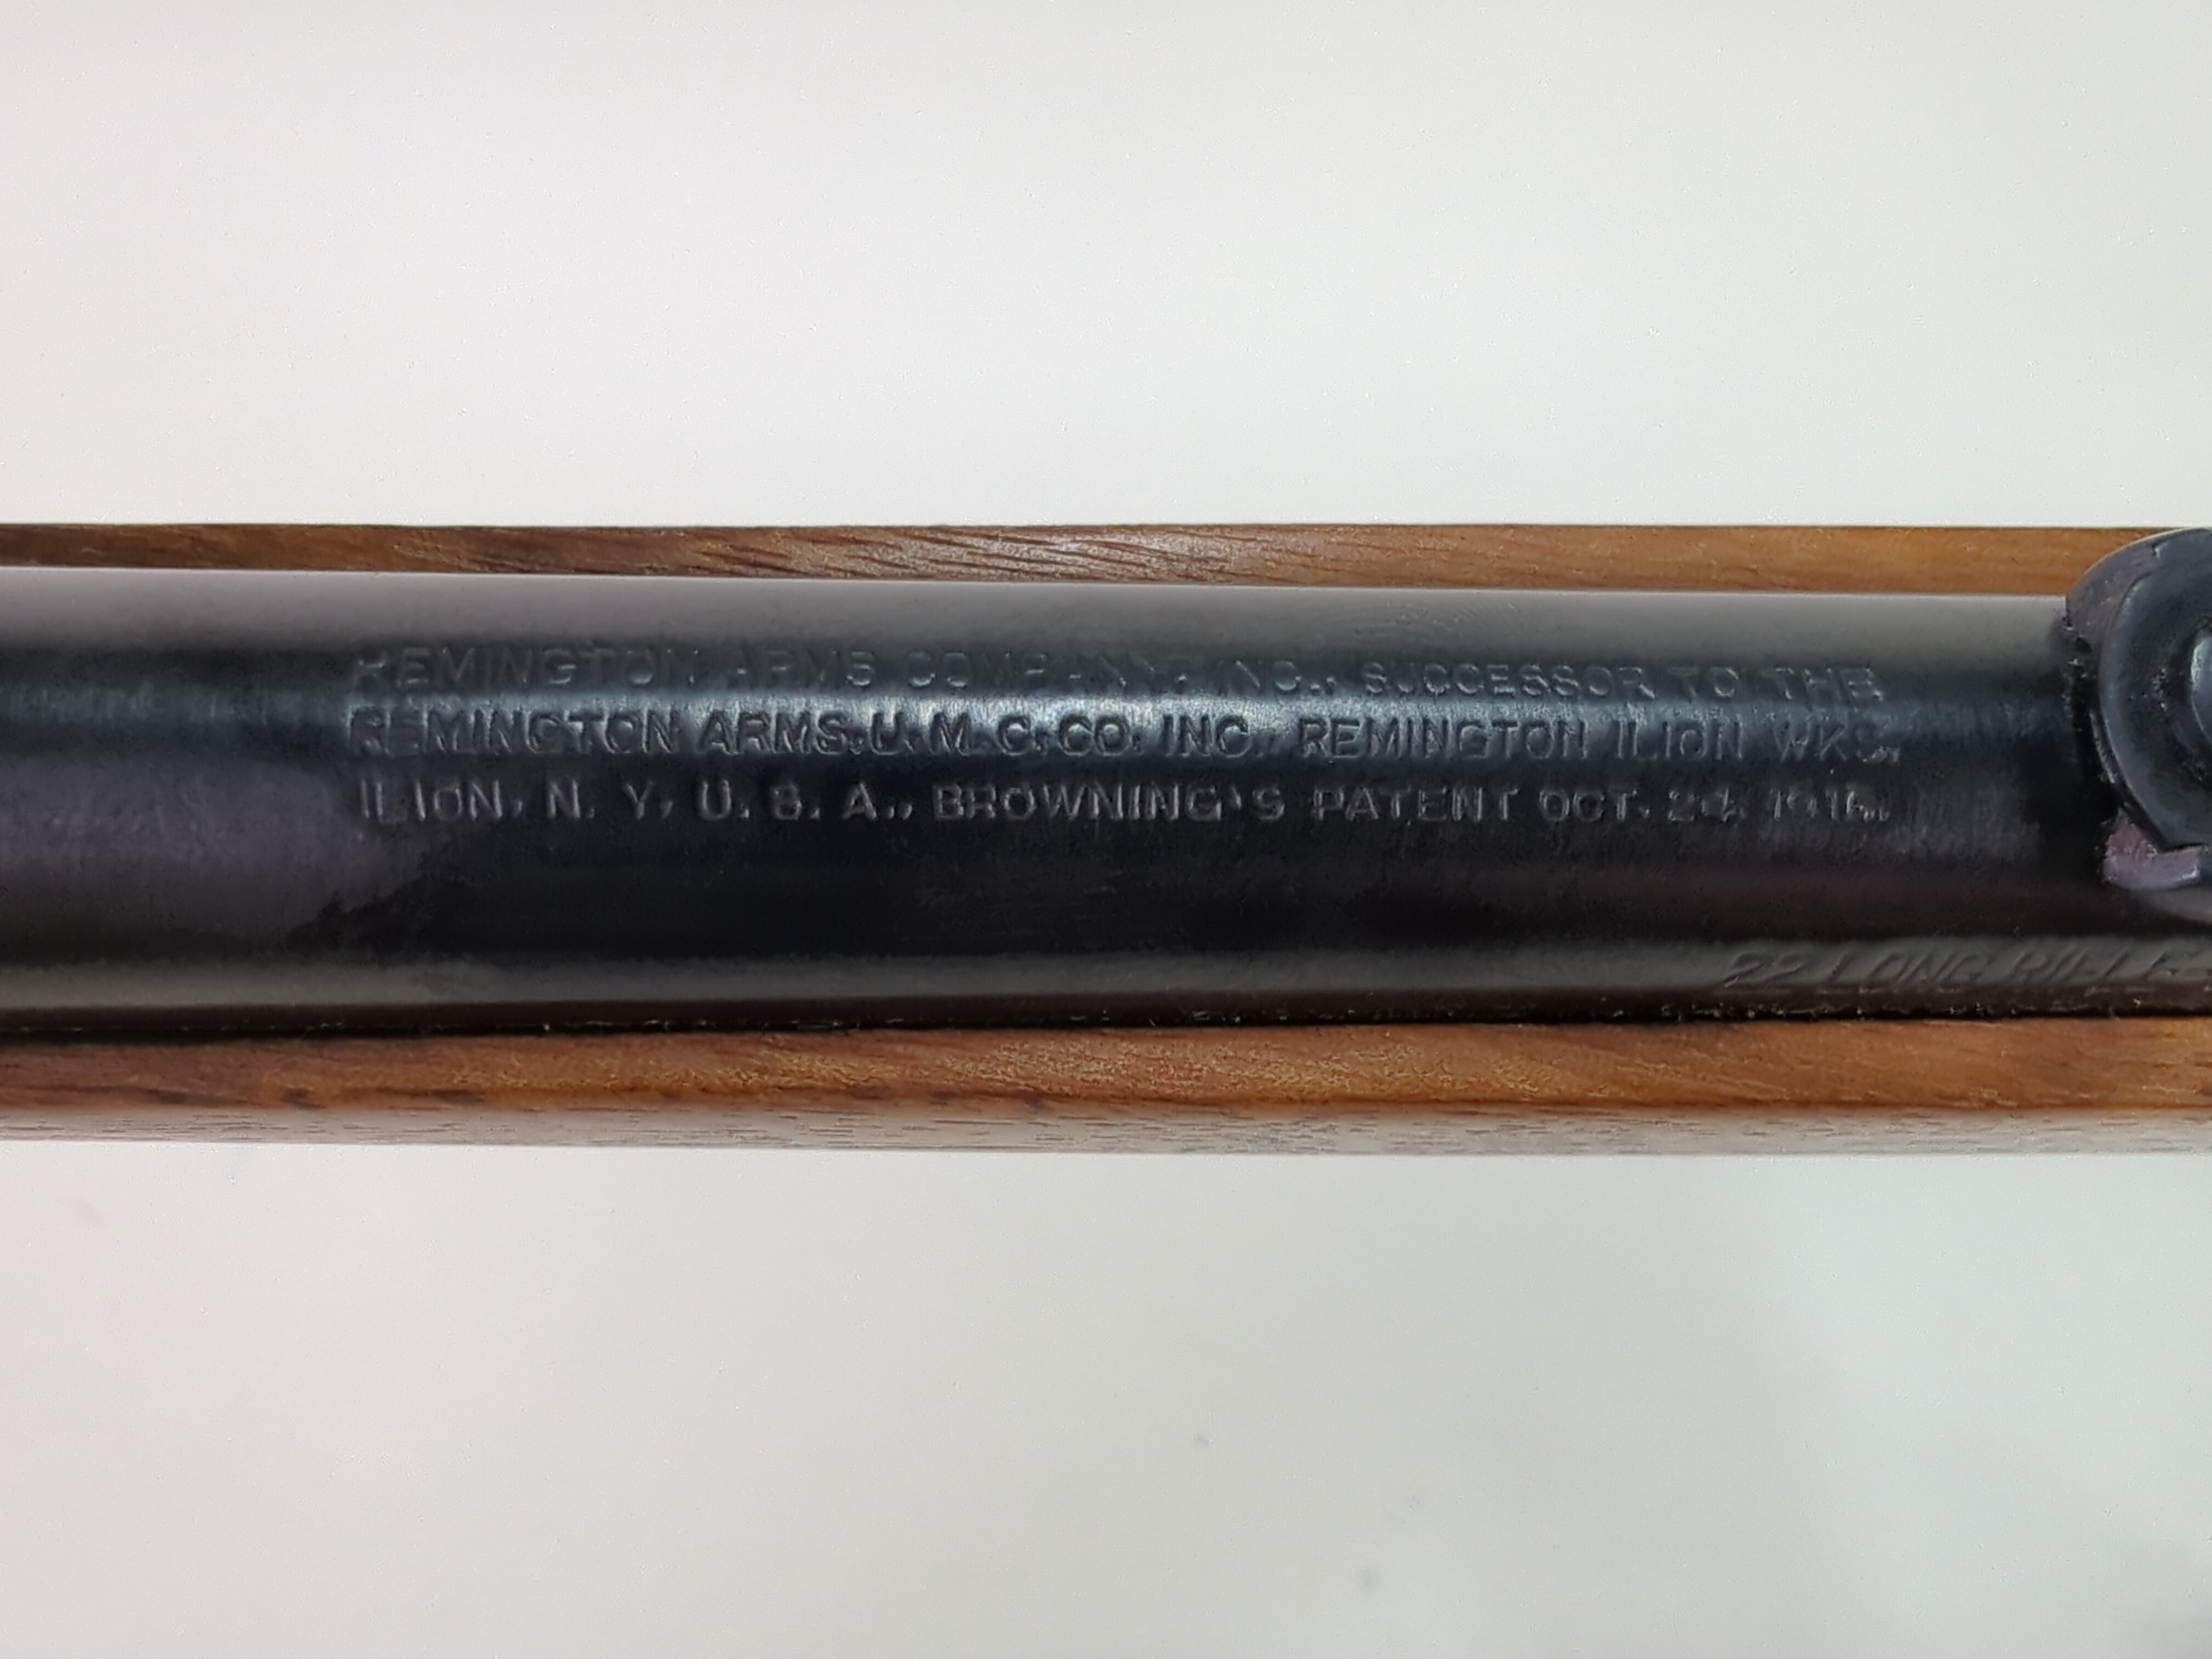 REMINGTON ARMS COMPANY, INC., SUCCESSOR TO THE
REMINGTON ARMS.U.M.C.CO. INC. REMINGTON ILION WKS.
ILION, N. Y. U. S. A., BROWNING'S PATENT OCT. 24, 1916.
22 LONG RIFLE